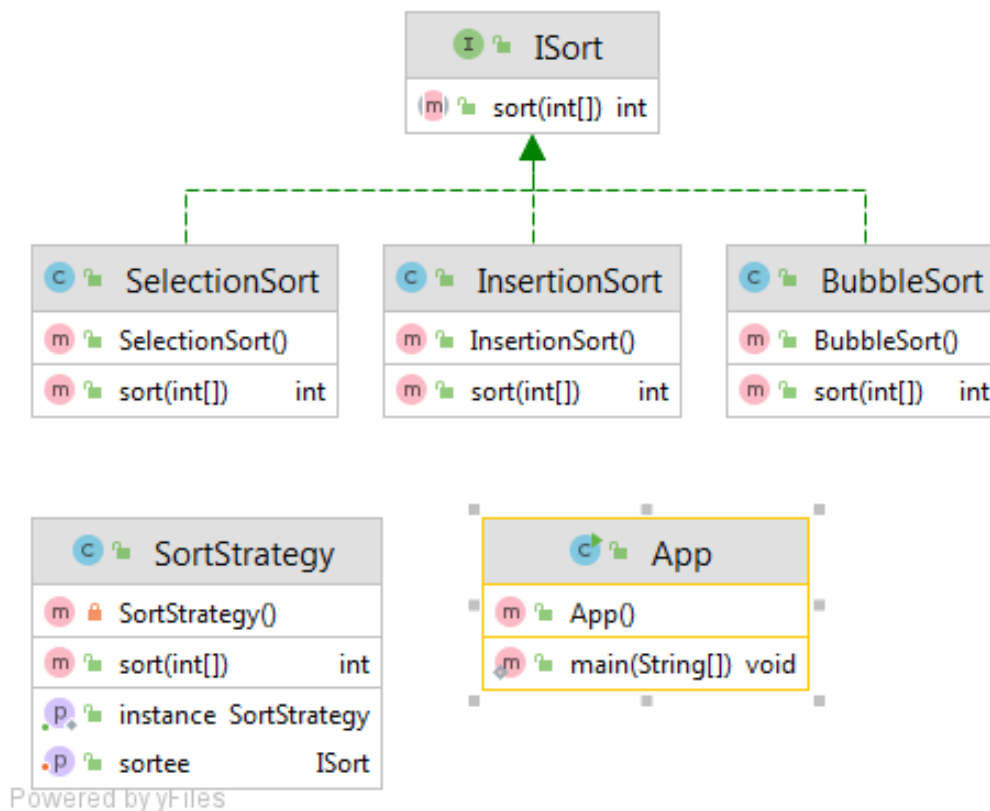 ISort
sort(int[]) int
SelectionSort
SelectionSort()
sort(int[]) int
InsertionSort
InsertionSort()
sort(int[]) int
BubbleSort
BubbleSort()
sort(int[]) int
SortStrategy
SortStrategy()
sort(int[]) int
instance SortStrategy
sortee ISort
App
App()
main(String[]) void
Powered by yFiles